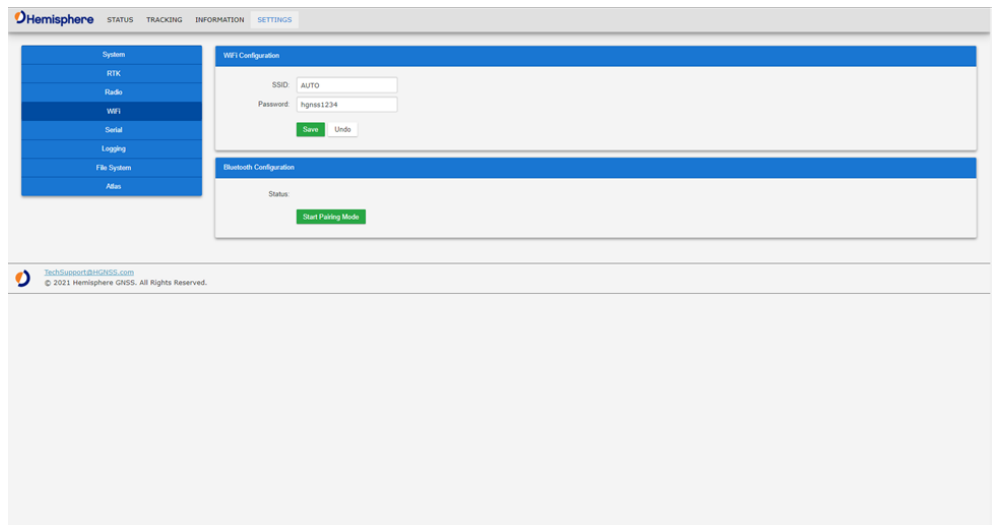 Hemisphere STATUS TRACKING INFORMATION SETTINGS
System
RTK
Radio
WiFi
Serial
Logging
File System
Atlas
WiFi Configuration
SSID: AUTO
Password: hgnss1234
Save Undo
Bluetooth Configuration
Status:
Start Pairing Mode
TechSupport@HGNSS.com
© 2021 Hemisphere GNSS. All Rights Reserved.